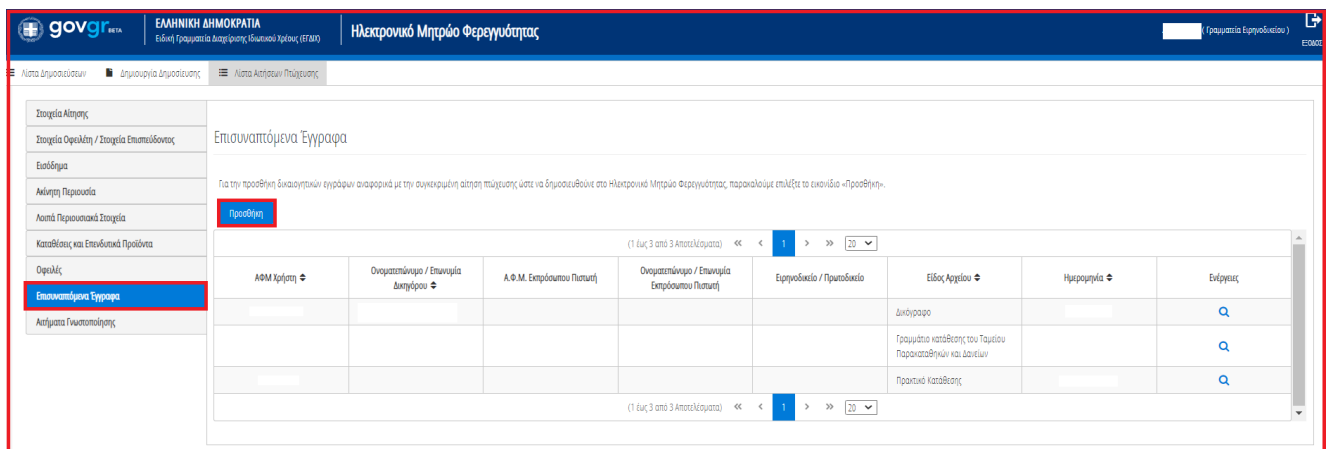 govgr BETA
ΕΛΛΗΝΙΚΗ ΔΗΜΟΚΡΑΤΙΑ
Ειδική Γραμματεία Διαχείρισης Ιδιωτικού Χρέους (ΕΓΔΙΧ)
Ηλεκτρονικό Μητρώο Φερεγγυότητας
( Γραμματεία Ειρηνοδικείου )
ΕΞΟΔΟΣ
Λίστα Δημοσιεύσεων
Δημιουργία Δημοσίευσης
Λίστα Αιτήσεων Πτώχευσης
Στοιχεία Αίτησης
Στοιχεία Οφειλέτη / Στοιχεία Επισπεύδοντος
Εισόδημα
Ακίνητη Περιουσία
Λοιπά Περιουσιακά Στοιχεία
Καταθέσεις και Επενδυτικά Προϊόντα
Οφειλές
Επισυναπτόμενα Έγγραφα
Αιτήματα Γνωστοποίησης
Επισυναπτόμενα Έγγραφα
Για την προσθήκη δικαιογητικών εγγράφων αναφορικά με την συγκεκριμένη αίτηση πτώχευσης ώστε να δημοσιευθούνε στο Ηλεκτρονικό Μητρώο Φερεγγυότητας, παρακαλούμε επιλέξτε το εικονίδιο «Προσθήκη».
Προσθήκη
(1 έως 3 από 3 Αποτελέσματα) « < 1 > » 20
ΑΦΜ Χρήστη
Ονοματεπώνυμο / Επωνυμία
Δικηγόρου
Α.Φ.Μ. Εκπρόσωπου Πιστωτή
Ονοματεπώνυμο / Επωνυμία
Εκπρόσωπου Πιστωτή
Ειρηνοδικείο / Πρωτοδικείο
Είδος Αρχείου
Ημερομηνία
Ενέργειες
Δικόγραφο
Γραμμάτιο κατάθεσης του Ταμείου
Παρακαταθηκών και Δανείων
Πρακτικό Κατάθεσης
(1 έως 3 από 3 Αποτελέσματα) « < 1 > » 20